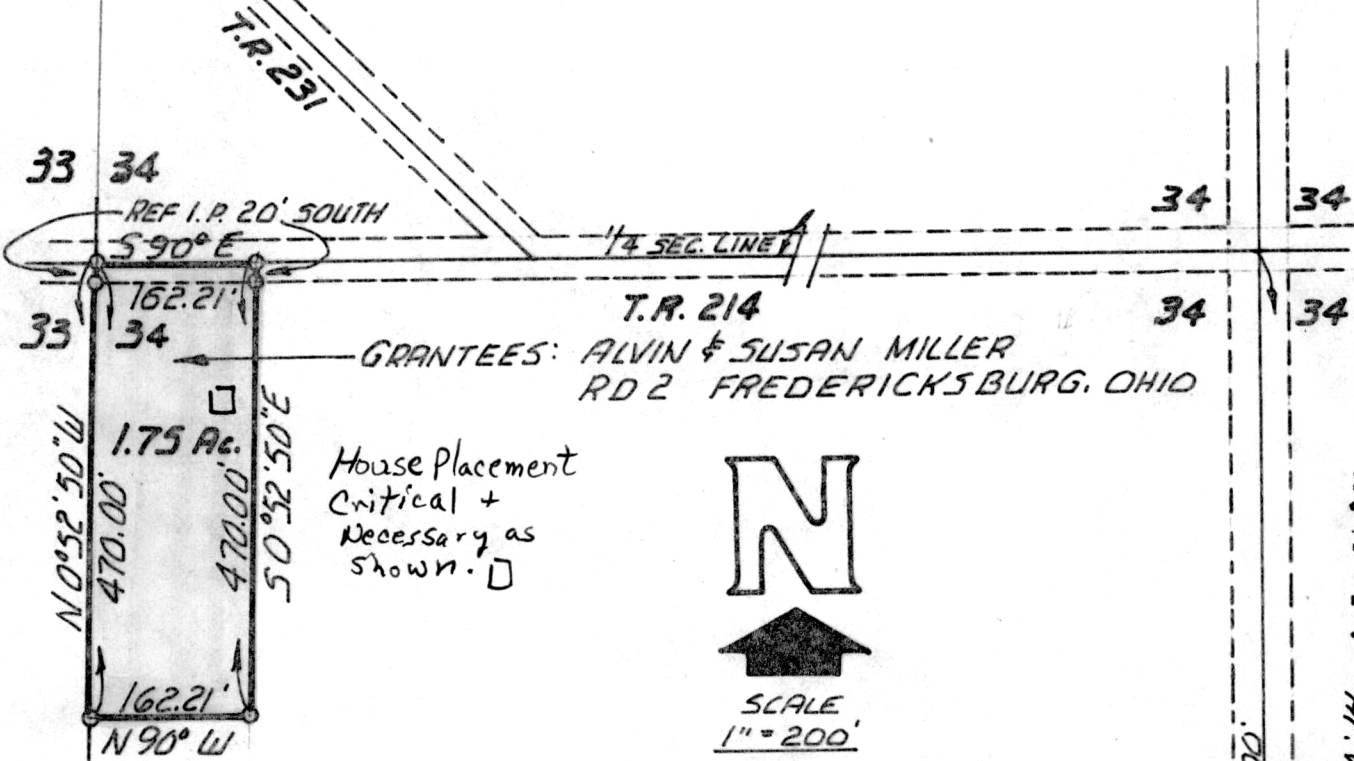 T.R. 231
33 34
REF I.P. 20' SOUTH
S 90° E
162.21'
33 34
1/4 SEC. LINE
34 34
T.R. 214
34 34
GRANTEES: ALVIN & SUSAN MILLER
RD 2 FREDERICKSBURG, OHIO
1.75 Ac.
N 0° 52' 50" W
470.00'
470.00'
S 0° 52' 50" E
House Placement
Critical +
Necessary as
shown.
162.21'
N 90° W
N
SCALE
1" = 200'